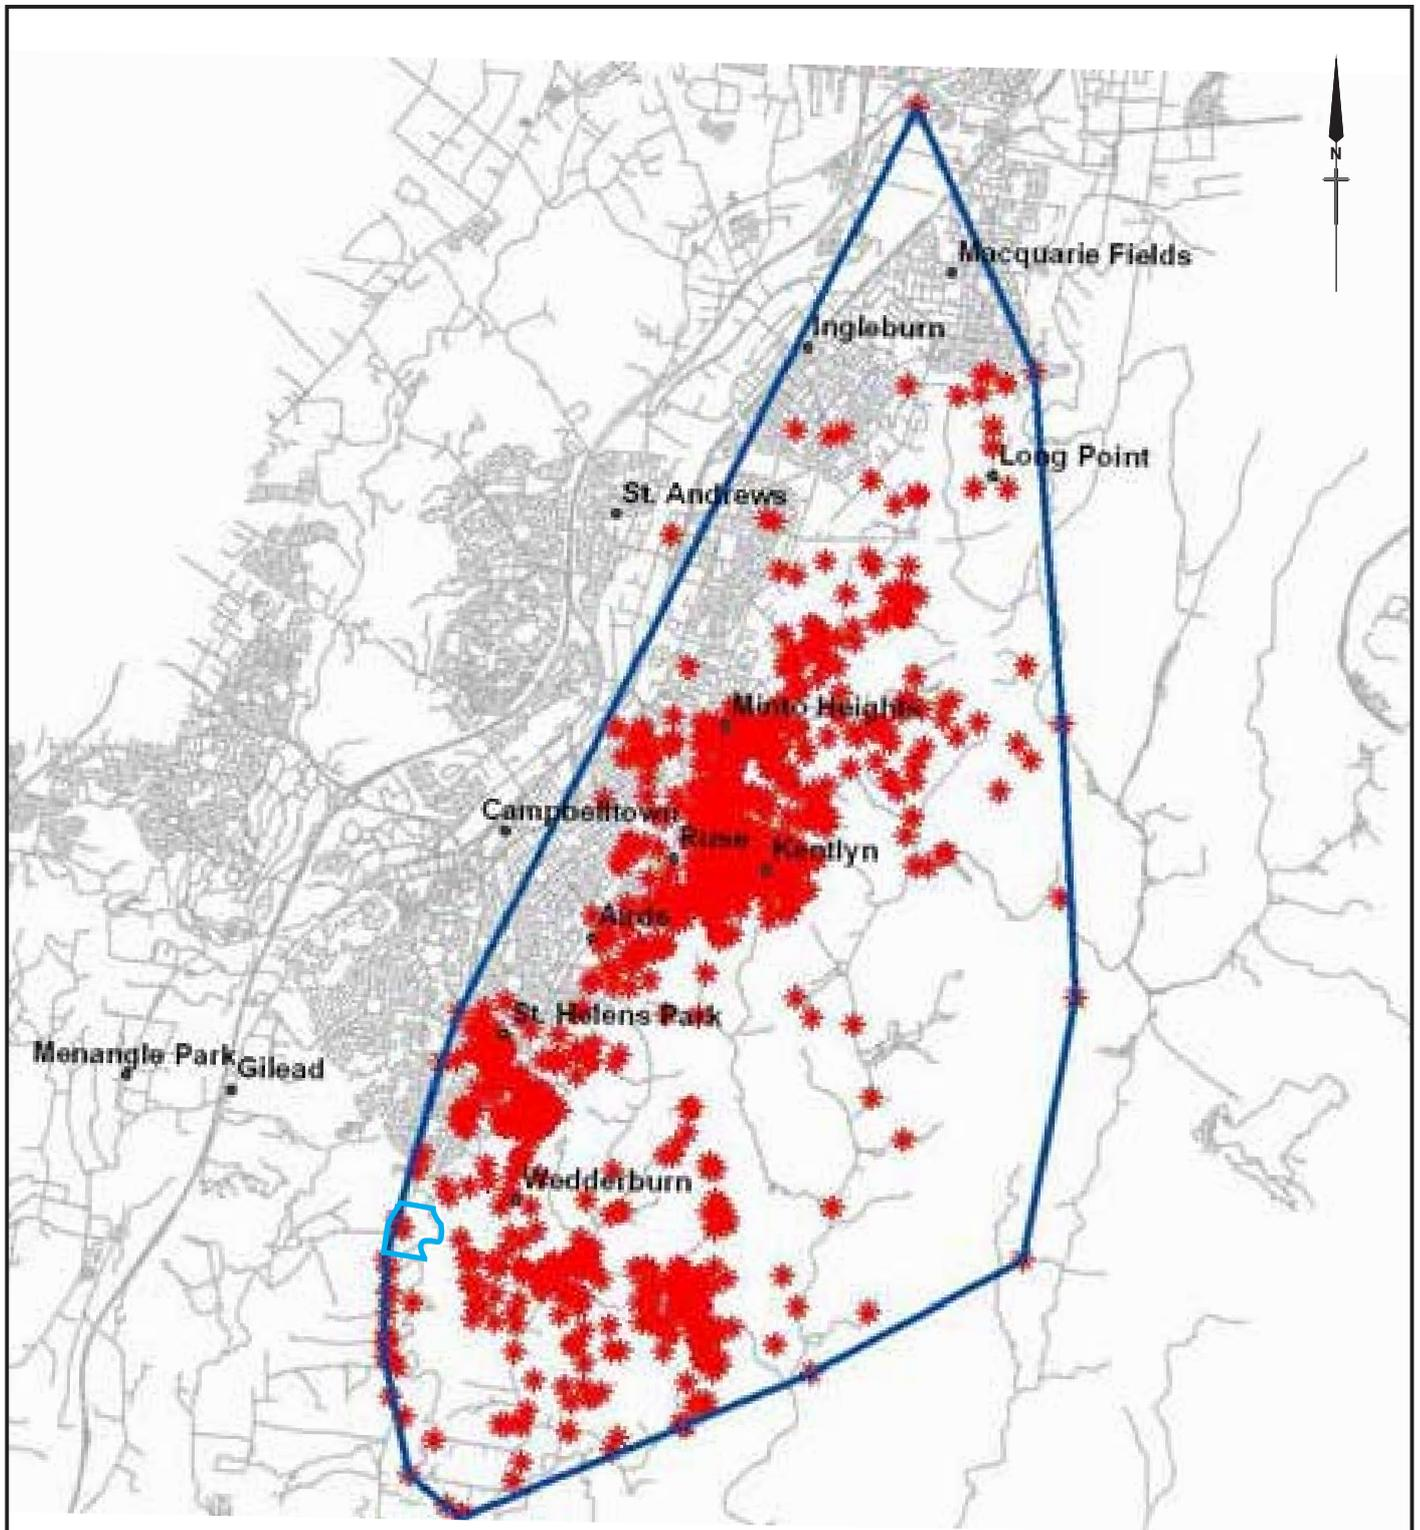 N
Macquarie Fields
Ingleburn
Long Point
St. Andrews
Minto Heights
Campbelltown
Ruse
Kentlyn
Airds
St. Helens Park
Menangle Park
Gilead
Wedderburn